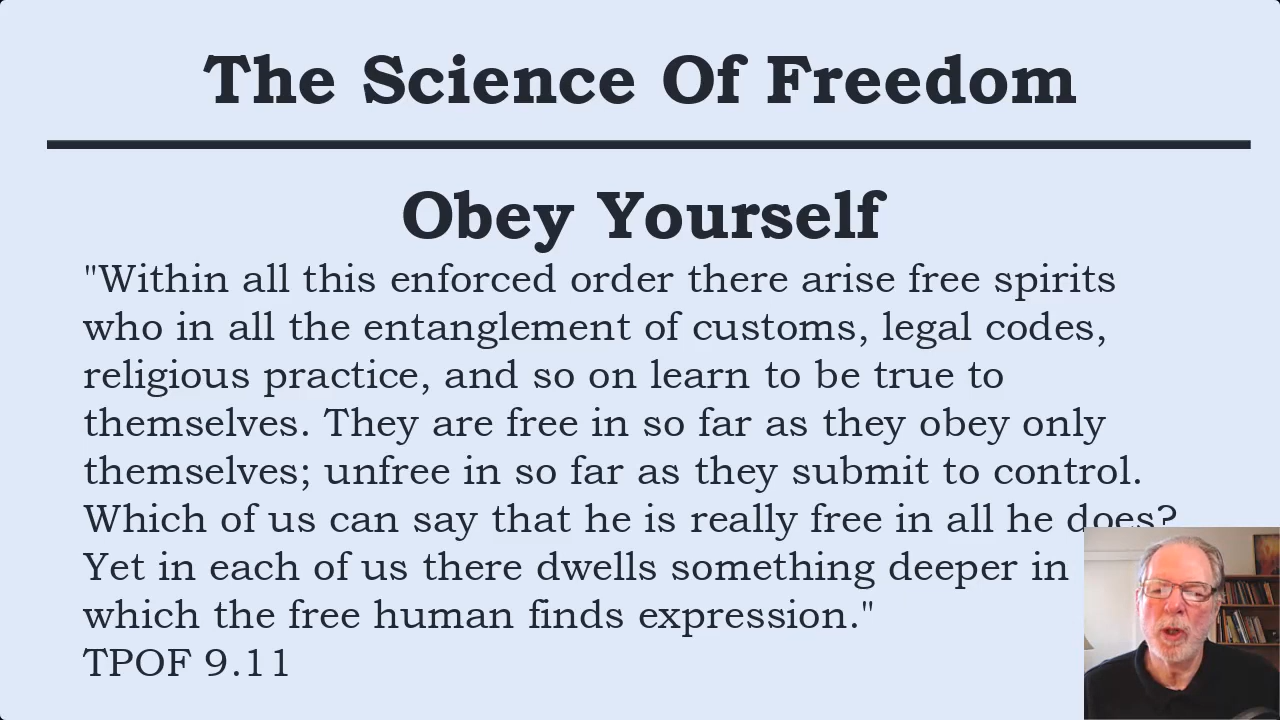 The Science Of Freedom
Obey Yourself
"Within all this enforced order there arise free spirits
who in all the entanglement of customs, legal codes,
religious practice, and so on learn to be true to
themselves. They are free in so far as they obey only
themselves; unfree in so far as they submit to control.
Which of us can say that he is really free in all he does?
Yet in each of us there dwells something deeper in
which the free human finds expression."
TPOF 9.11